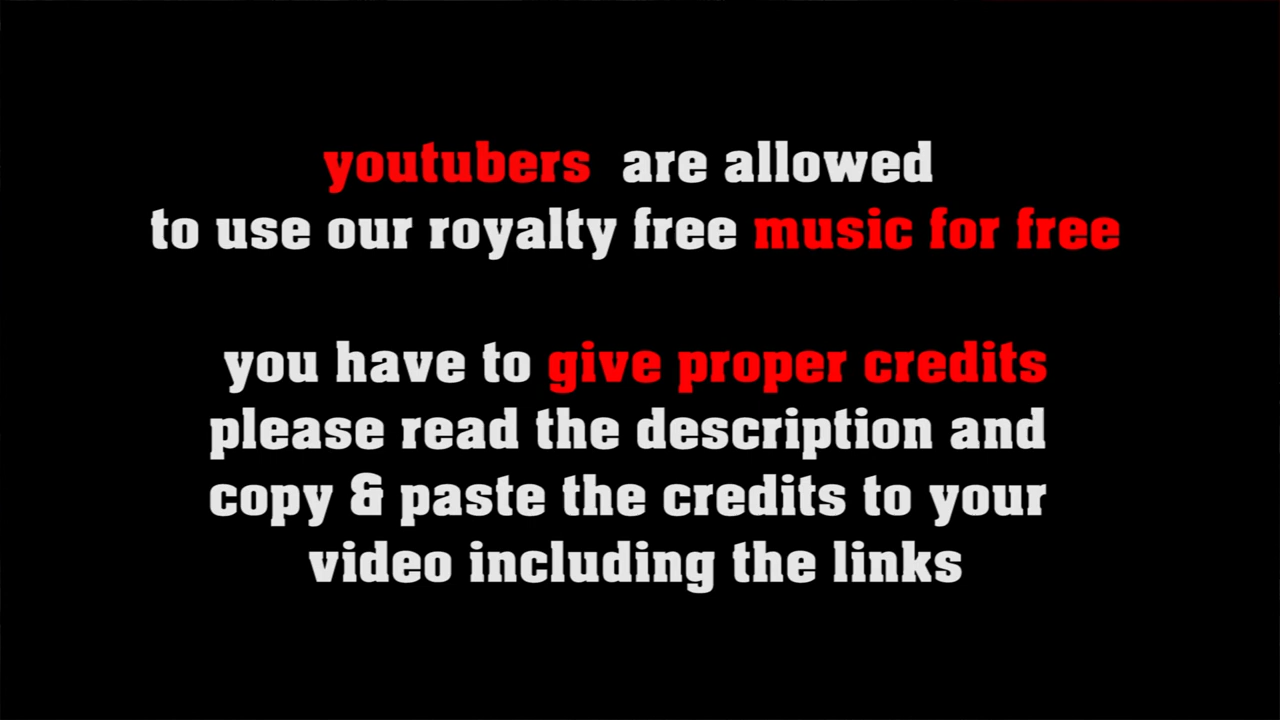 youtubers are allowed
to use our royalty free music for free
you have to give proper credits
please read the description and
copy & paste the credits to your
video including the links